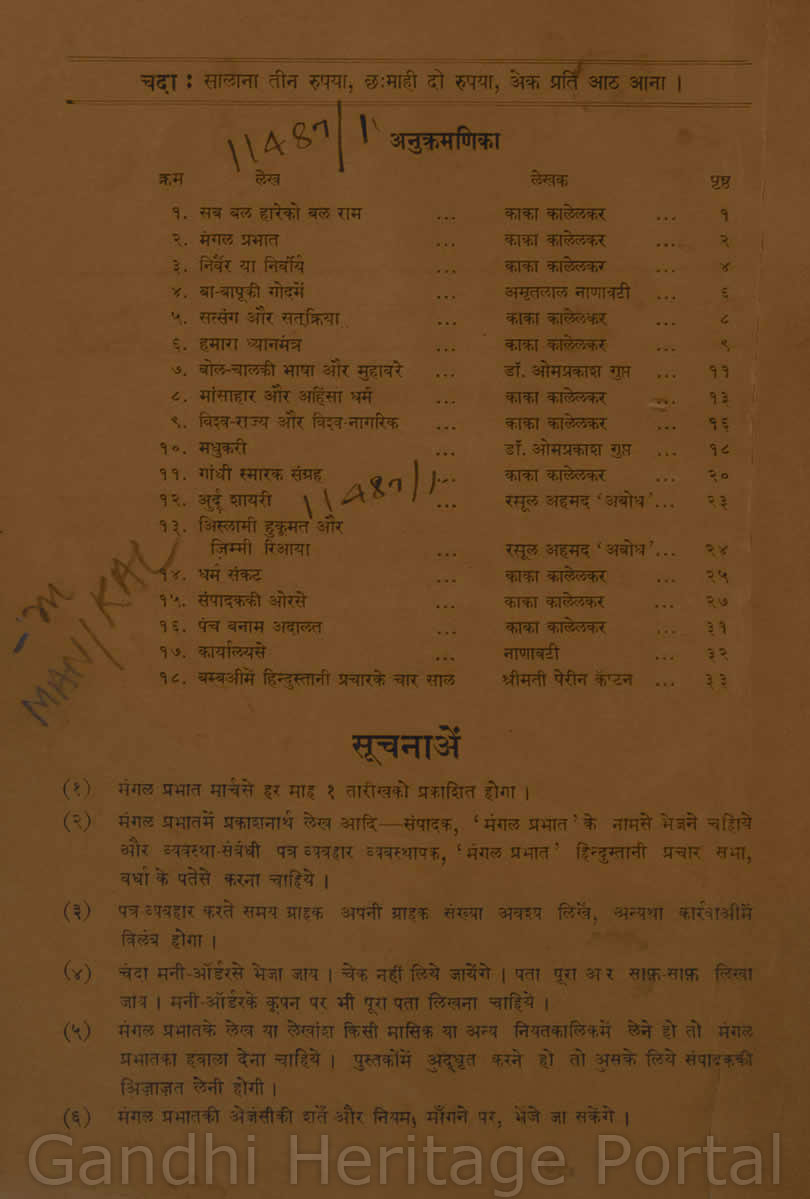 चंदा : सालाना तीन रुपया, छःमाही दो रुपया, अेक प्रति आठ आना ।
11487/1
अनुक्रमणिका
क्रम लेख लेखक पृष्ठ
१. सब बल हारेको बल राम ... काका कालेलकर ... १
२. मंगल प्रभात ... काका कालेलकर ... २
३. निर्वैर या निर्वीर्य ... काका कालेलकर ... ४
४. बा-बापूकी गोदमें ... अमृतलाल नाणावटी ... ६
५. सत्संग और सत्‌क्रिया ... काका कालेलकर ... ८
६. हमारा ध्यानमंत्र ... काका कालेलकर ... ९
७. बोल-चालकी भाषा और मुहावरे ... डॉ. ओमप्रकाश गुप्त ... ११
८. मांसाहार और अहिंसा धर्म ... काका कालेलकर ... १३
९. विश्व-राज्य और विश्व-नागरिक ... काका कालेलकर ... १६
१०. मधुकरी ... डॉ. ओमप्रकाश गुप्त ... १८
११. गांधी स्मारक संग्रह ... काका कालेलकर ... २०
११487/1
१२. अुर्दू शायरी ... रसूल अहमद ‘अबोध’... २३
१३. अिस्लामी हुकूमत और
ज़िम्मी रिआया ... रसूल अहमद ‘अबोध’... २४
१४. धर्म संकट ... काका कालेलकर ... २५
१५. संपादककी ओरसे ... काका कालेलकर ... २७
१६. पंच बनाम अदालत ... काका कालेलकर ... ३१
१७. कार्यालयसे ... नाणावटी ... ३२
१८. बम्बअीमें हिन्दुस्तानी प्रचारके चार साल श्रीमती पेरीन कॅप्टन ... ३३
-m
MAN/KAL
सूचनाअें
(१) मंगल प्रभात मार्चसे हर माह १ तारीखको प्रकाशित होगा ।
(२) मंगल प्रभातमें प्रकाशनार्थ लेख आदि—संपादक, ‘मंगल प्रभात’ के नामसे भेजने चहिाये
और व्यवस्था-संबंधी पत्र व्यवहार व्यवस्थापक, ‘मंगल प्रभात’ हिन्दुस्तानी प्रचार सभा,
वर्धा के पतेसे करना चाहिये ।
(३) पत्र-व्यवहार करते समय ग्राहक अपनी ग्राहक संख्या अवश्य लिखें, अन्यथा कार्रवाअीमें
विलंब होगा ।
(४) चंदा मनी-ऑर्डरसे भेजा जाय । चेक नहीं लिये जायेंगे । पता पूरा अ र साफ़-साफ़ लिखा
जाय । मनी-ऑर्डरके कूपन पर भी पूरा पता लिखना चाहिये ।
(५) मंगल प्रभातके लेख या लेखांश किसी मासिक या अन्य नियतकालिकमें लेने हो तो मंगल
प्रभातका हवाला देना चाहिये । पुस्तकोंमें अुद्‌धृत करने हो तो अुसके लिये संपादककी
अिजाज़त लेनी होगी ।
(६) मंगल प्रभातकी अेजंसीकी शर्तें और नियम, माँगने पर, भेजे जा सकेंगे ।
Gandhi Heritage Portal